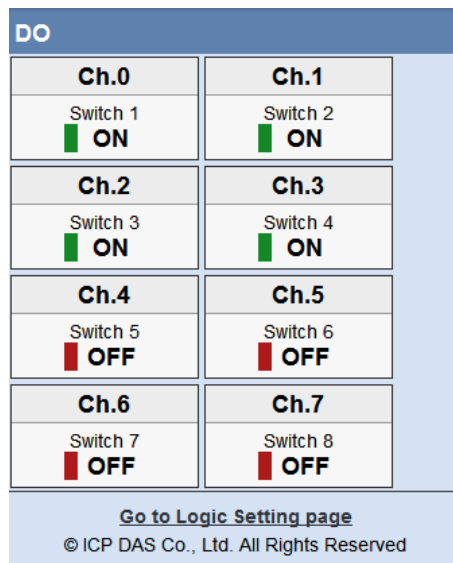 DO
Ch.0 Ch.1
Switch 1 Switch 2
ON ON
Ch.2 Ch.3
Switch 3 Switch 4
ON ON
Ch.4 Ch.5
Switch 5 Switch 6
OFF OFF
Ch.6 Ch.7
Switch 7 Switch 8
OFF OFF
Go to Logic Setting page
© ICP DAS Co., Ltd. All Rights Reserved